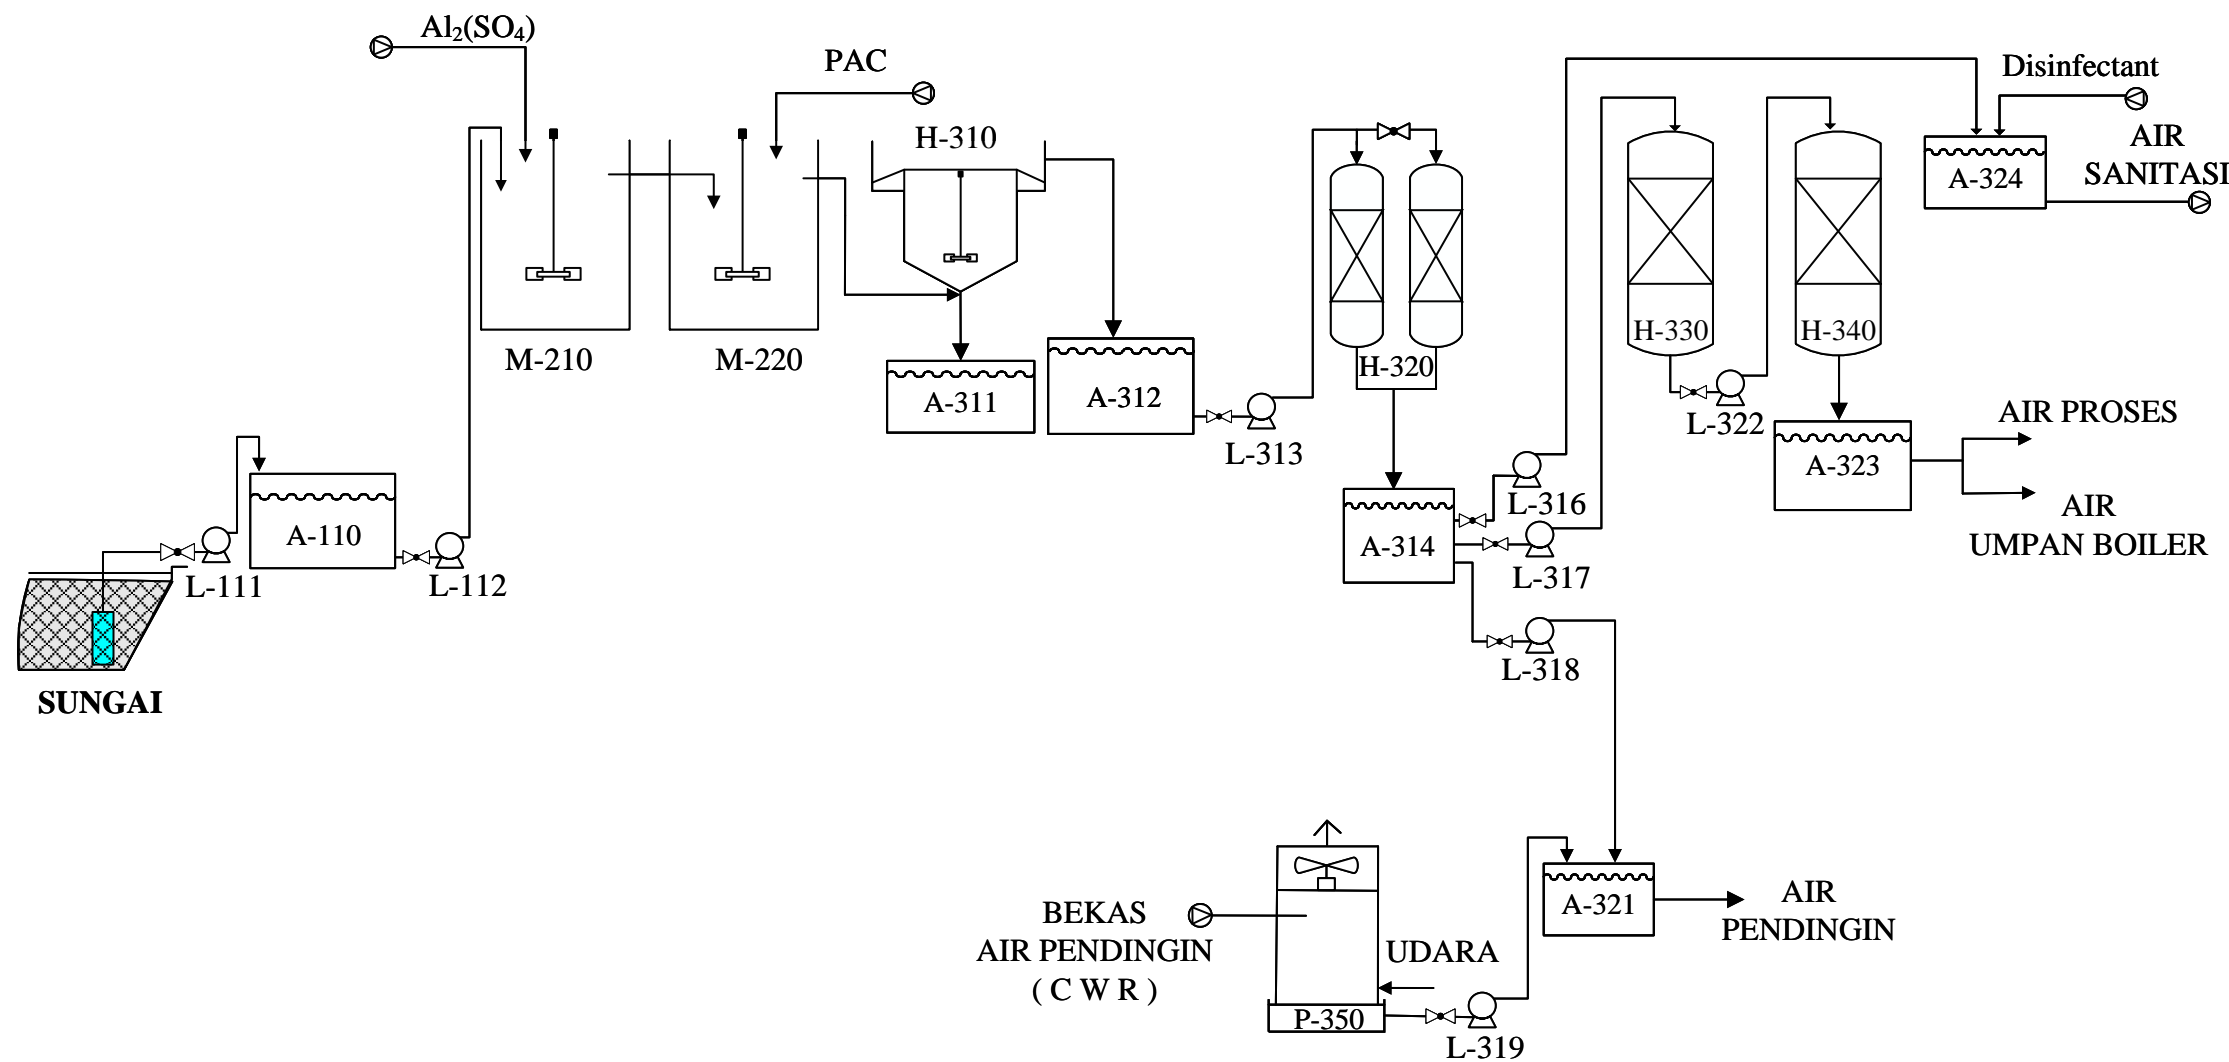 Al₂(SO₄)
PAC
Disinfectant
H-310
AIR
SANITASI
A-324
M-210
M-220
H-320
H-330
H-340
A-311
A-312
L-313
L-322
AIR PROSES
A-323
AIR
UMPAN BOILER
L-316
A-314
L-317
L-318
A-110
L-111
L-112
SUNGAI
BEKAS
AIR PENDINGIN
( C W R )
UDARA
P-350
L-319
A-321
AIR
PENDINGIN